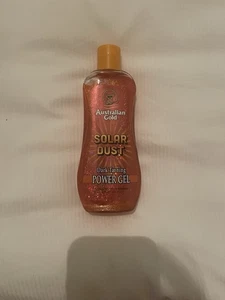 Australian
Gold
SOLAR
DUST
Dark Tanning
POWER GEL